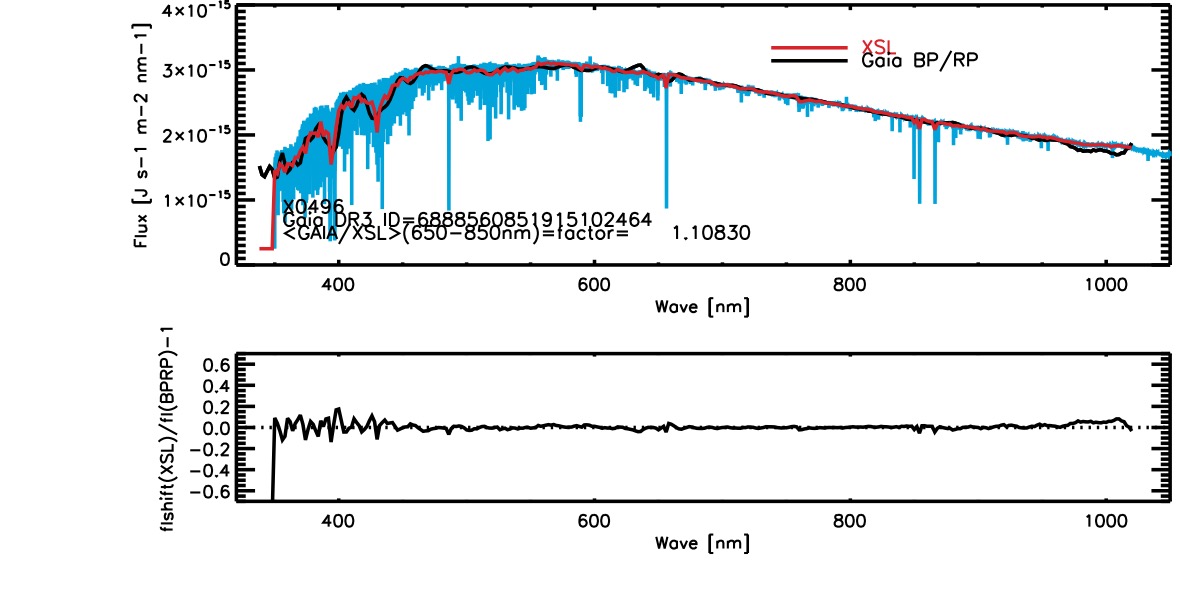 4×10−15
3×10−15
2×10−15
1×10−15
0
Flux [J s−1 m−2 nm−1]
XSL
Gaia BP/RP
X0496
Gaia DR3 ID=6888560851915102464
<GAIA/XSL>(650−850nm)=factor= 1.10830
400 600 800 1000
Wave [nm]
flshift(XSL)/fl(BPRP)−1
0.6
0.4
0.2
0.0
−0.2
−0.4
−0.6
400 600 800 1000
Wave [nm]